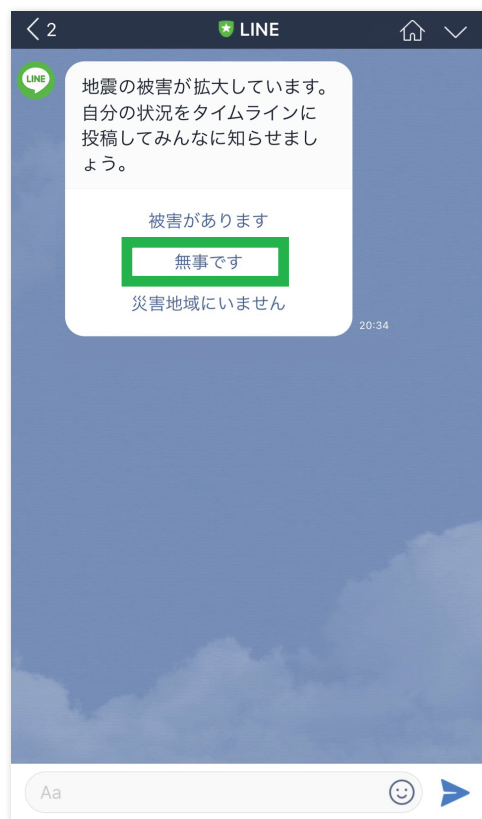 2
LINE
LINE
地震の被害が拡大しています。
自分の状況をタイムラインに
投稿してみんなに知らせまし
ょう。
被害があります
無事です
災害地域にいません
20:34
Aa